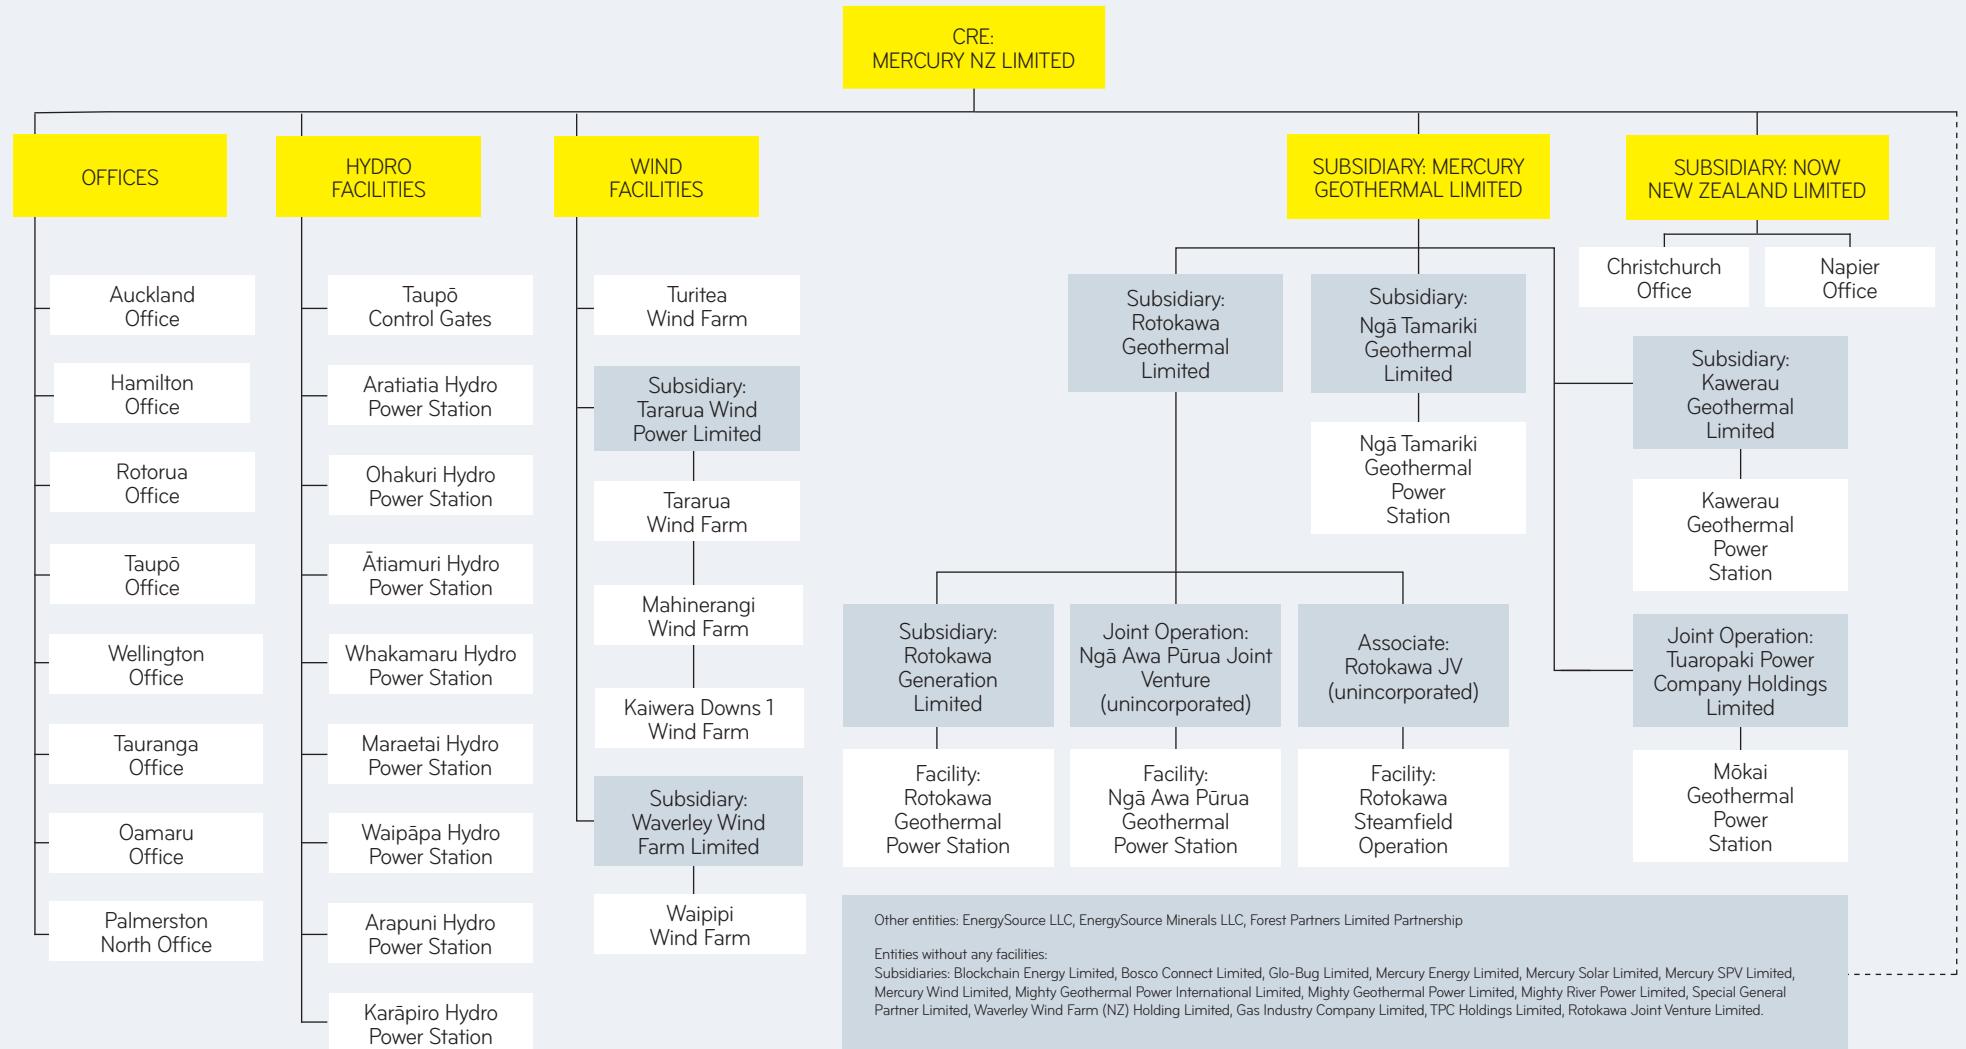 CRE:
MERCURY NZ LIMITED
OFFICES
Auckland
Office
Hamilton
Office
Rotorua
Office
Taupō
Office
Wellington
Office
Tauranga
Office
Oamaru
Office
Palmerston
North Office
HYDRO
FACILITIES
Taupō
Control Gates
Aratiatia Hydro
Power Station
Ohakuri Hydro
Power Station
Ātiamuri Hydro
Power Station
Whakamaru Hydro
Power Station
Maraetai Hydro
Power Station
Waipāpa Hydro
Power Station
Arapuni Hydro
Power Station
Karāpiro Hydro
Power Station
WIND
FACILITIES
Turitea
Wind Farm
Subsidiary:
Tararua Wind
Power Limited
Tararua
Wind Farm
Mahinerangi
Wind Farm
Kaiwera Downs 1
Wind Farm
Subsidiary:
Waverley Wind
Farm Limited
Waipipi
Wind Farm
SUBSIDIARY: MERCURY
GEOTHERMAL LIMITED
Subsidiary:
Rotokawa
Geothermal
Limited
Subsidiary:
Rotokawa
Generation
Limited
Facility:
Rotokawa
Geothermal
Power Station
Joint Operation:
Ngā Awa Pūrua Joint
Venture
(unincorporated)
Facility:
Ngā Awa Pūrua
Geothermal
Power Station
Associate:
Rotokawa JV
(unincorporated)
Facility:
Rotokawa
Steamfield
Operation
Subsidiary:
Ngā Tamariki
Geothermal
Limited
Ngā Tamariki
Geothermal
Power
Station
Subsidiary:
Kawerau
Geothermal
Limited
Kawerau
Geothermal
Power
Station
Joint Operation:
Tuaropaki Power
Company Holdings
Limited
Mōkai
Geothermal
Power
Station
SUBSIDIARY: NOW
NEW ZEALAND LIMITED
Christchurch
Office
Napier
Office
Other entities: EnergySource LLC, EnergySource Minerals LLC, Forest Partners Limited Partnership
Entities without any facilities:
Subsidiaries: Blockchain Energy Limited, Bosco Connect Limited, Glo-Bug Limited, Mercury Energy Limited, Mercury Solar Limited, Mercury SPV Limited,
Mercury Wind Limited, Mighty Geothermal Power International Limited, Mighty Geothermal Power Limited, Mighty River Power Limited, Special General
Partner Limited, Waverley Wind Farm (NZ) Holding Limited, Gas Industry Company Limited, TPC Holdings Limited, Rotokawa Joint Venture Limited.